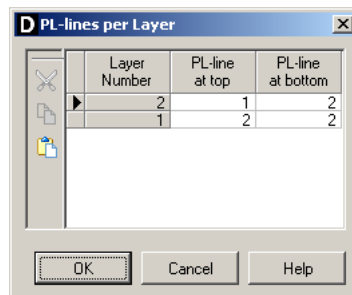 D PL-lines per Layer
Layer Number PL-line at top PL-line at bottom
2 1 2
1 2 2
OK Cancel Help